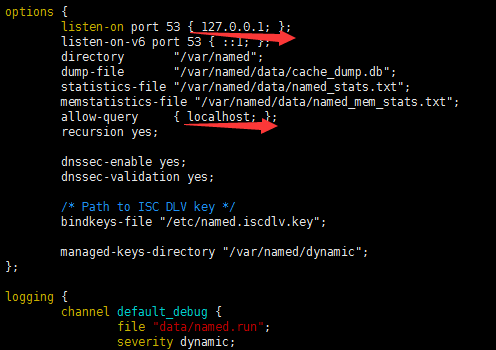 options {
listen-on port 53 { 127.0.0.1; };
listen-on-v6 port 53 { ::1; };
directory "/var/named";
dump-file "/var/named/data/cache_dump.db";
statistics-file "/var/named/data/named_stats.txt";
memstatistics-file "/var/named/data/named_mem_stats.txt";
allow-query { localhost; };
recursion yes;
dnssec-enable yes;
dnssec-validation yes;
/* Path to ISC DLV key */
bindkeys-file "/etc/named.iscdlv.key";
managed-keys-directory "/var/named/dynamic";
};
logging {
channel default_debug {
file "data/named.run";
severity dynamic;